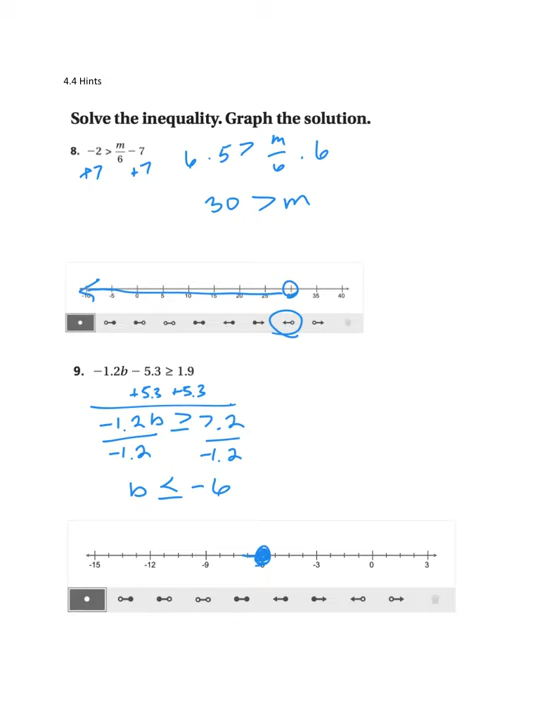 4.4 Hints
Solve the inequality. Graph the solution.
8. −2 > m/6 − 7
+7 +7
6 · 5 > m/6 · 6
30 > m
-10 -5 0 5 10 15 20 25 35 40
9. −1.2b − 5.3 ≥ 1.9
+5.3 +5.3
-1.2b ≥ 7.2
-1.2 -1.2
b ≤ -6
-15 -12 -9 -3 0 3